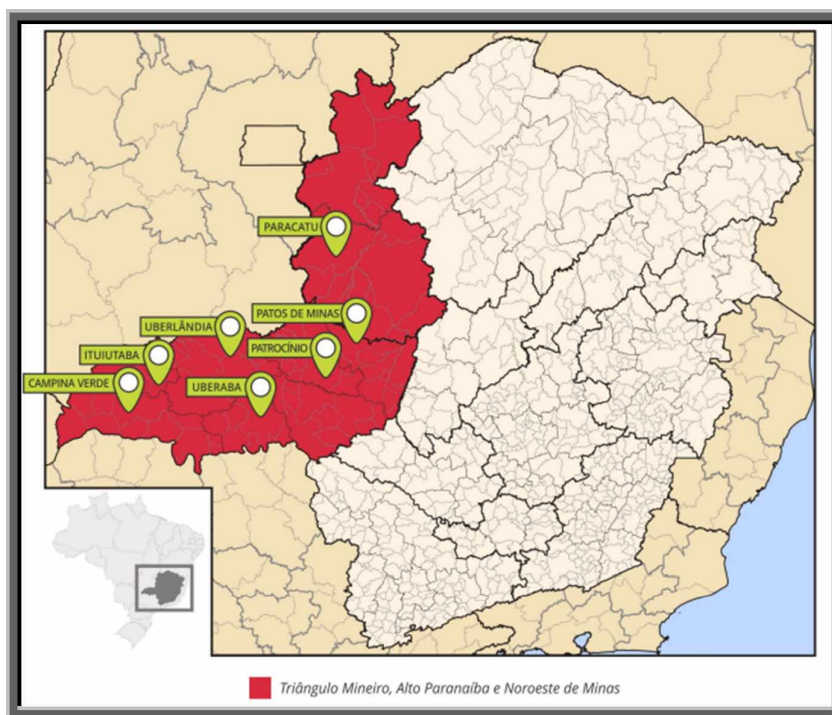 PARACATU
PATOS DE MINAS
UBERLÂNDIA
PATROCÍNIO
ITUIUTABA
CAMPINA VERDE
UBERABA
Triângulo Mineiro, Alto Paranaíba e Noroeste de Minas